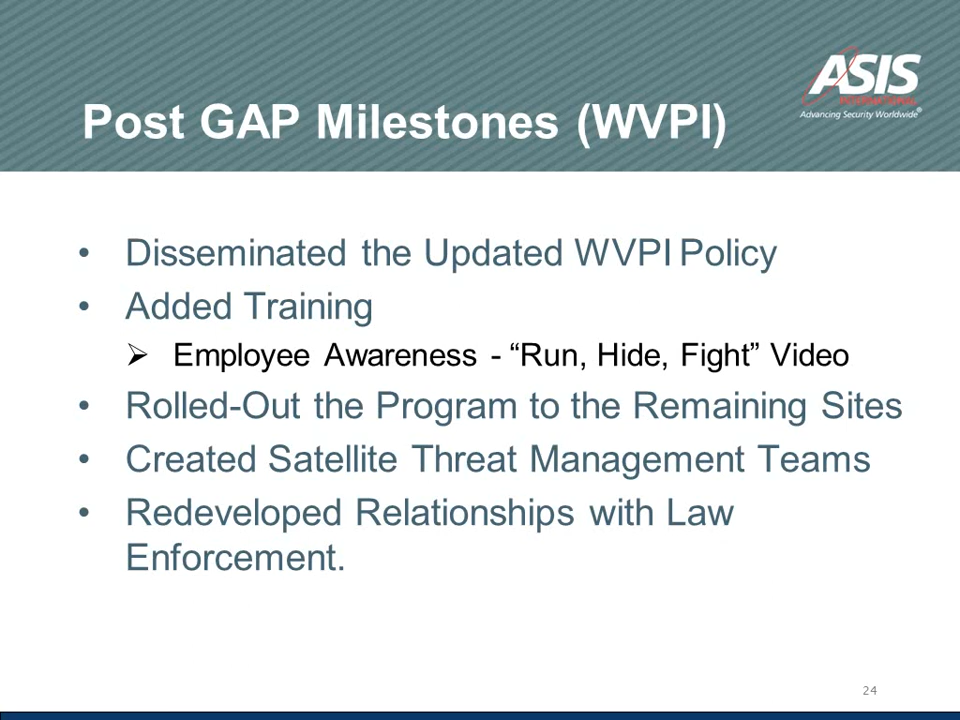 ASIS
INTERNATIONAL
Advancing Security Worldwide®
Post GAP Milestones (WVPI)
• Disseminated the Updated WVPI Policy
• Added Training
➢ Employee Awareness - “Run, Hide, Fight” Video
• Rolled-Out the Program to the Remaining Sites
• Created Satellite Threat Management Teams
• Redeveloped Relationships with Law
Enforcement.
24